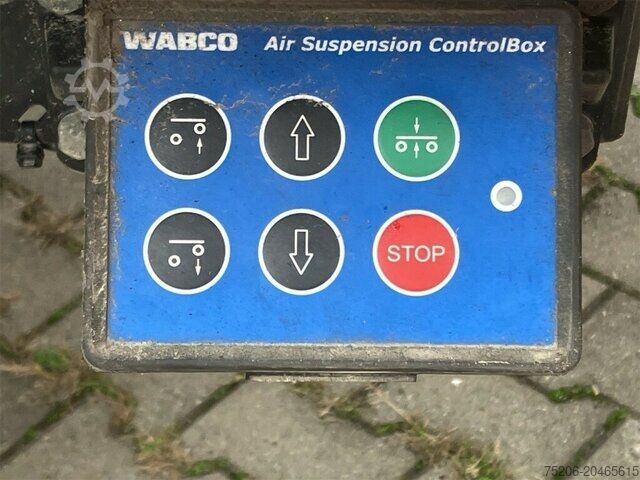 WABCO Air Suspension ControlBox
STOP
75206-20465615